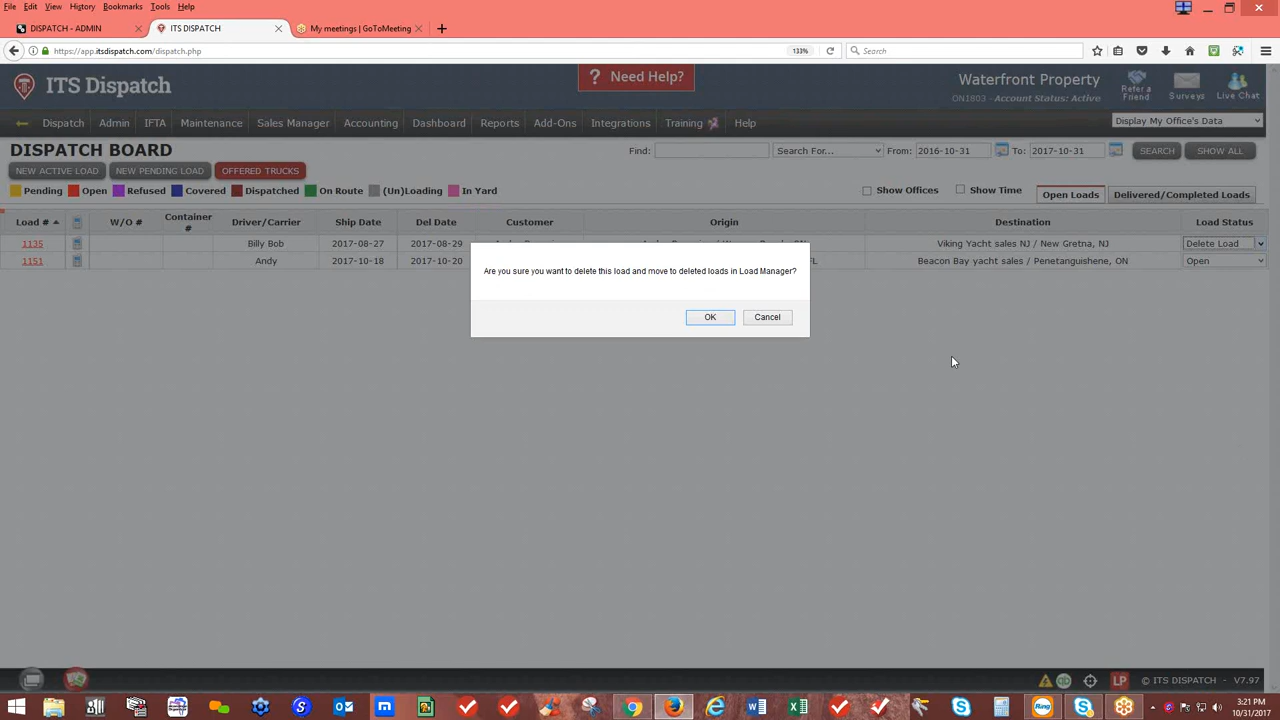 File Edit View History Bookmarks Tools Help
DISPATCH - ADMIN
ITS DISPATCH
My meetings | GoToMeeting
https://app.itsdispatch.com/dispatch.php
133%
Search
ITS Dispatch
? Need Help?
Waterfront Property
ON1803 - Account Status: Active
Refer a Friend
Surveys
Live Chat
Dispatch Admin IFTA Maintenance Sales Manager Accounting Dashboard Reports Add-Ons Integrations Training Help
Display My Office's Data
DISPATCH BOARD
Find: Search For... From: 2016-10-31 To: 2017-10-31 SEARCH SHOW ALL
NEW ACTIVE LOAD NEW PENDING LOAD OFFERED TRUCKS
Pending Open Refused Covered Dispatched On Route (Un)Loading In Yard
Show Offices Show Time Open Loads Delivered/Completed Loads
Load # W/O # Container # Driver/Carrier Ship Date Del Date Customer Origin Destination Load Status
1135 Billy Bob 2017-08-27 2017-08-29 Viking Yacht sales NJ / New Gretna, NJ Delete Load
1151 Andy 2017-10-18 2017-10-20 FL Beacon Bay yacht sales / Penetanguishene, ON Open
Are you sure you want to delete this load and move to deleted loads in Load Manager?
OK Cancel
LP © ITS DISPATCH - V7.97
3:21 PM
10/31/2017